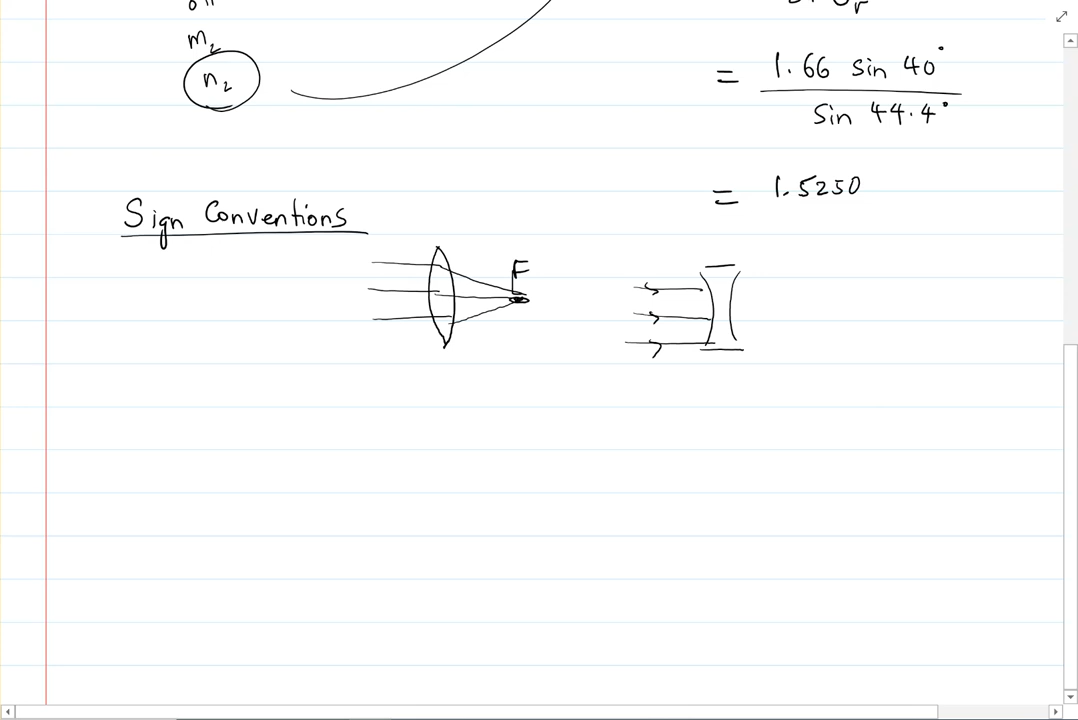 m₂
n₂
= 1.66 sin 40°
sin 44.4°
= 1.5250
Sign Conventions
F